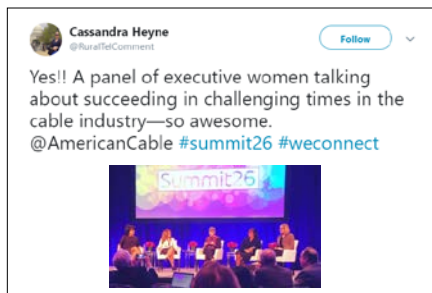 Cassandra Heyne
@RuralTelComment
Follow
Yes!! A panel of executive women talking
about succeeding in challenging times in the
cable industry—so awesome.
@AmericanCable #summit26 #weconnect
Summit26